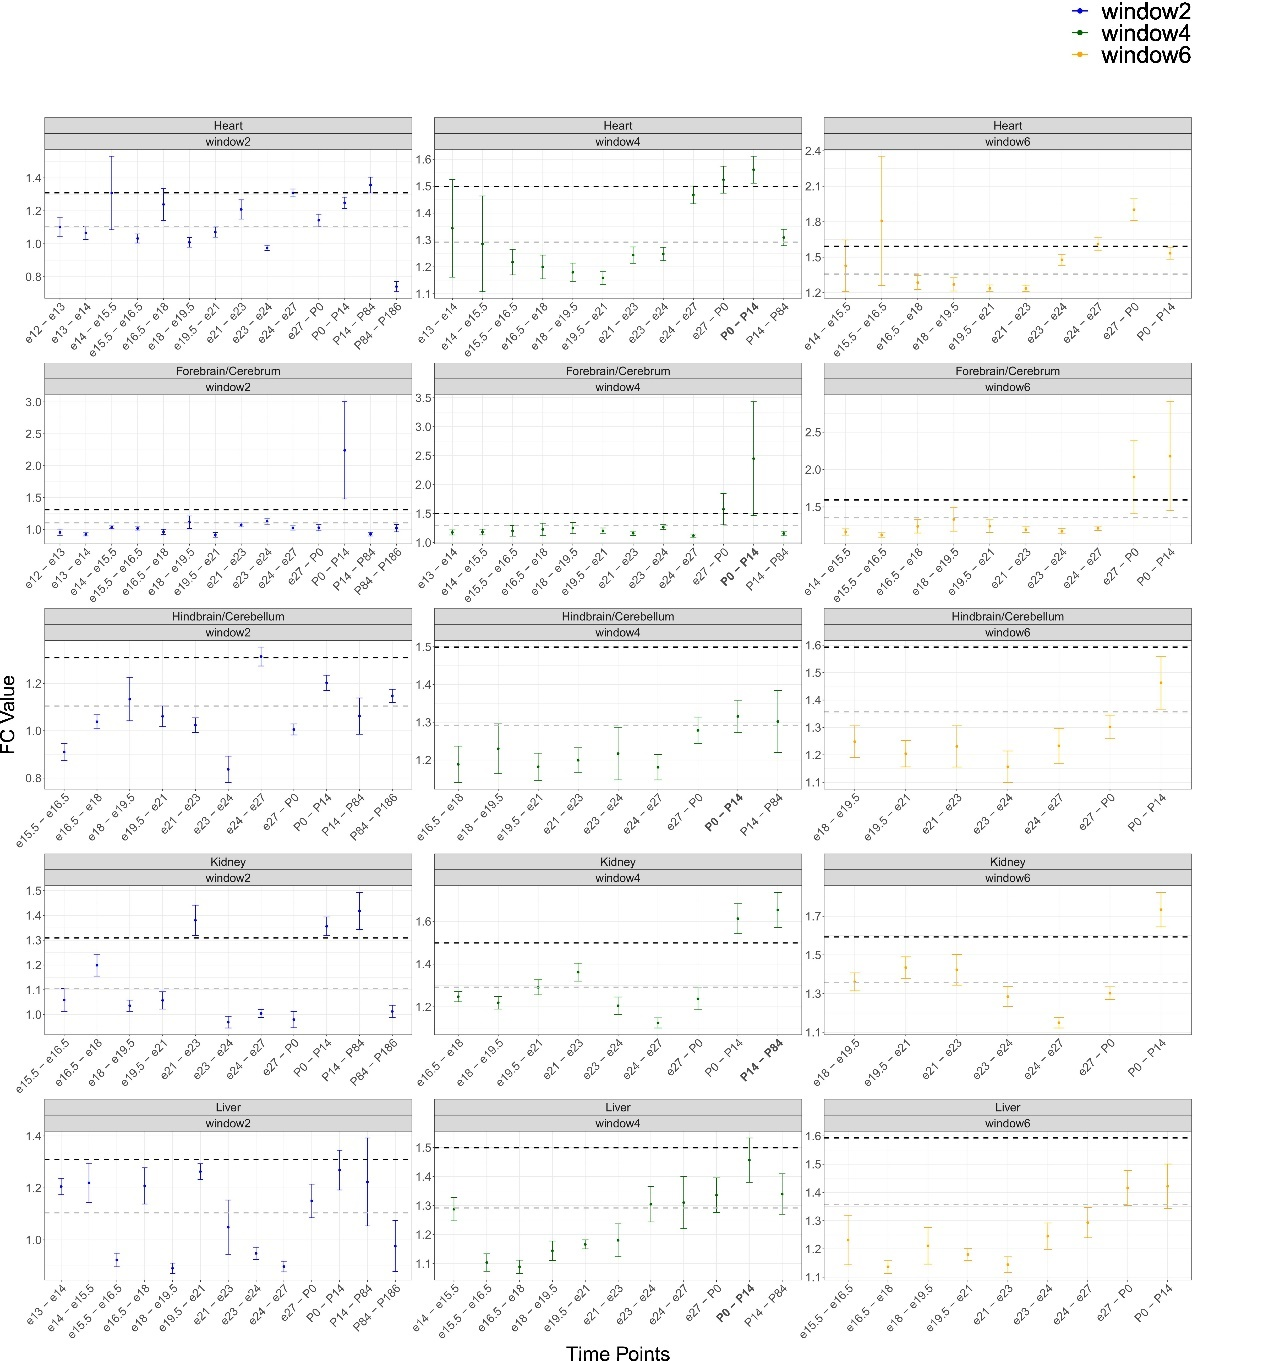 window2
window4
window6
Heart
window2
1.4
1.2
1.0
0.8
e12 – e13
e13 – e14
e14 – e15.5
e15.5 – e16.5
e16.5 – e18
e18 – e19.5
e19.5 – e21
e21 – e23
e23 – e24
e24 – e27
e27 – P0
P0 – P14
P14 – P84
P84 – P186
Heart
window4
1.6
1.5
1.4
1.3
1.2
1.1
e13 – e14
e14 – e15.5
e15.5 – e16.5
e16.5 – e18
e18 – e19.5
e19.5 – e21
e21 – e23
e23 – e24
e24 – e27
e27 – P0
P0 – P14
P14 – P84
Heart
window6
2.4
2.1
1.8
1.5
1.2
e14 – e15.5
e15.5 – e16.5
e16.5 – e18
e18 – e19.5
e19.5 – e21
e21 – e23
e23 – e24
e24 – e27
e27 – P0
P0 – P14
Forebrain/Cerebrum
window2
3.0
2.5
2.0
1.5
1.0
e12 – e13
e13 – e14
e14 – e15.5
e15.5 – e16.5
e16.5 – e18
e18 – e19.5
e19.5 – e21
e21 – e23
e23 – e24
e24 – e27
e27 – P0
P0 – P14
P14 – P84
P84 – P186
Forebrain/Cerebrum
window4
3.5
3.0
2.5
2.0
1.5
1.0
e13 – e14
e14 – e15.5
e15.5 – e16.5
e16.5 – e18
e18 – e19.5
e19.5 – e21
e21 – e23
e23 – e24
e24 – e27
e27 – P0
P0 – P14
P14 – P84
Forebrain/Cerebrum
window6
2.5
2.0
1.5
e14 – e15.5
e15.5 – e16.5
e16.5 – e18
e18 – e19.5
e19.5 – e21
e21 – e23
e23 – e24
e24 – e27
e27 – P0
P0 – P14
FC Value
Hindbrain/Cerebellum
window2
1.2
1.0
0.8
e15.5 – e16.5
e16.5 – e18
e18 – e19.5
e19.5 – e21
e21 – e23
e23 – e24
e24 – e27
e27 – P0
P0 – P14
P14 – P84
P84 – P186
Hindbrain/Cerebellum
window4
1.5
1.4
1.3
1.2
e16.5 – e18
e18 – e19.5
e19.5 – e21
e21 – e23
e23 – e24
e24 – e27
e27 – P0
P0 – P14
P14 – P84
Hindbrain/Cerebellum
window6
1.6
1.5
1.4
1.3
1.2
1.1
e18 – e19.5
e19.5 – e21
e21 – e23
e23 – e24
e24 – e27
e27 – P0
P0 – P14
Kidney
window2
1.5
1.4
1.3
1.2
1.1
1.0
e15.5 – e16.5
e16.5 – e18
e18 – e19.5
e19.5 – e21
e21 – e23
e23 – e24
e24 – e27
e27 – P0
P0 – P14
P14 – P84
P84 – P186
Kidney
window4
1.6
1.4
1.2
e16.5 – e18
e18 – e19.5
e19.5 – e21
e21 – e23
e23 – e24
e24 – e27
e27 – P0
P0 – P14
P14 – P84
Kidney
window6
1.7
1.5
1.3
1.1
e18 – e19.5
e19.5 – e21
e21 – e23
e23 – e24
e24 – e27
e27 – P0
P0 – P14
Liver
window2
1.4
1.2
1.0
e13 – e14
e14 – e15.5
e15.5 – e16.5
e16.5 – e18
e18 – e19.5
e19.5 – e21
e21 – e23
e23 – e24
e24 – e27
e27 – P0
P0 – P14
P14 – P84
P84 – P186
Liver
window4
1.5
1.4
1.3
1.2
1.1
e14 – e15.5
e15.5 – e16.5
e16.5 – e18
e18 – e19.5
e19.5 – e21
e21 – e23
e23 – e24
e24 – e27
e27 – P0
P0 – P14
P14 – P84
Liver
window6
1.6
1.5
1.4
1.3
1.2
1.1
e15.5 – e16.5
e16.5 – e18
e18 – e19.5
e19.5 – e21
e21 – e23
e23 – e24
e24 – e27
e27 – P0
P0 – P14
Time Points